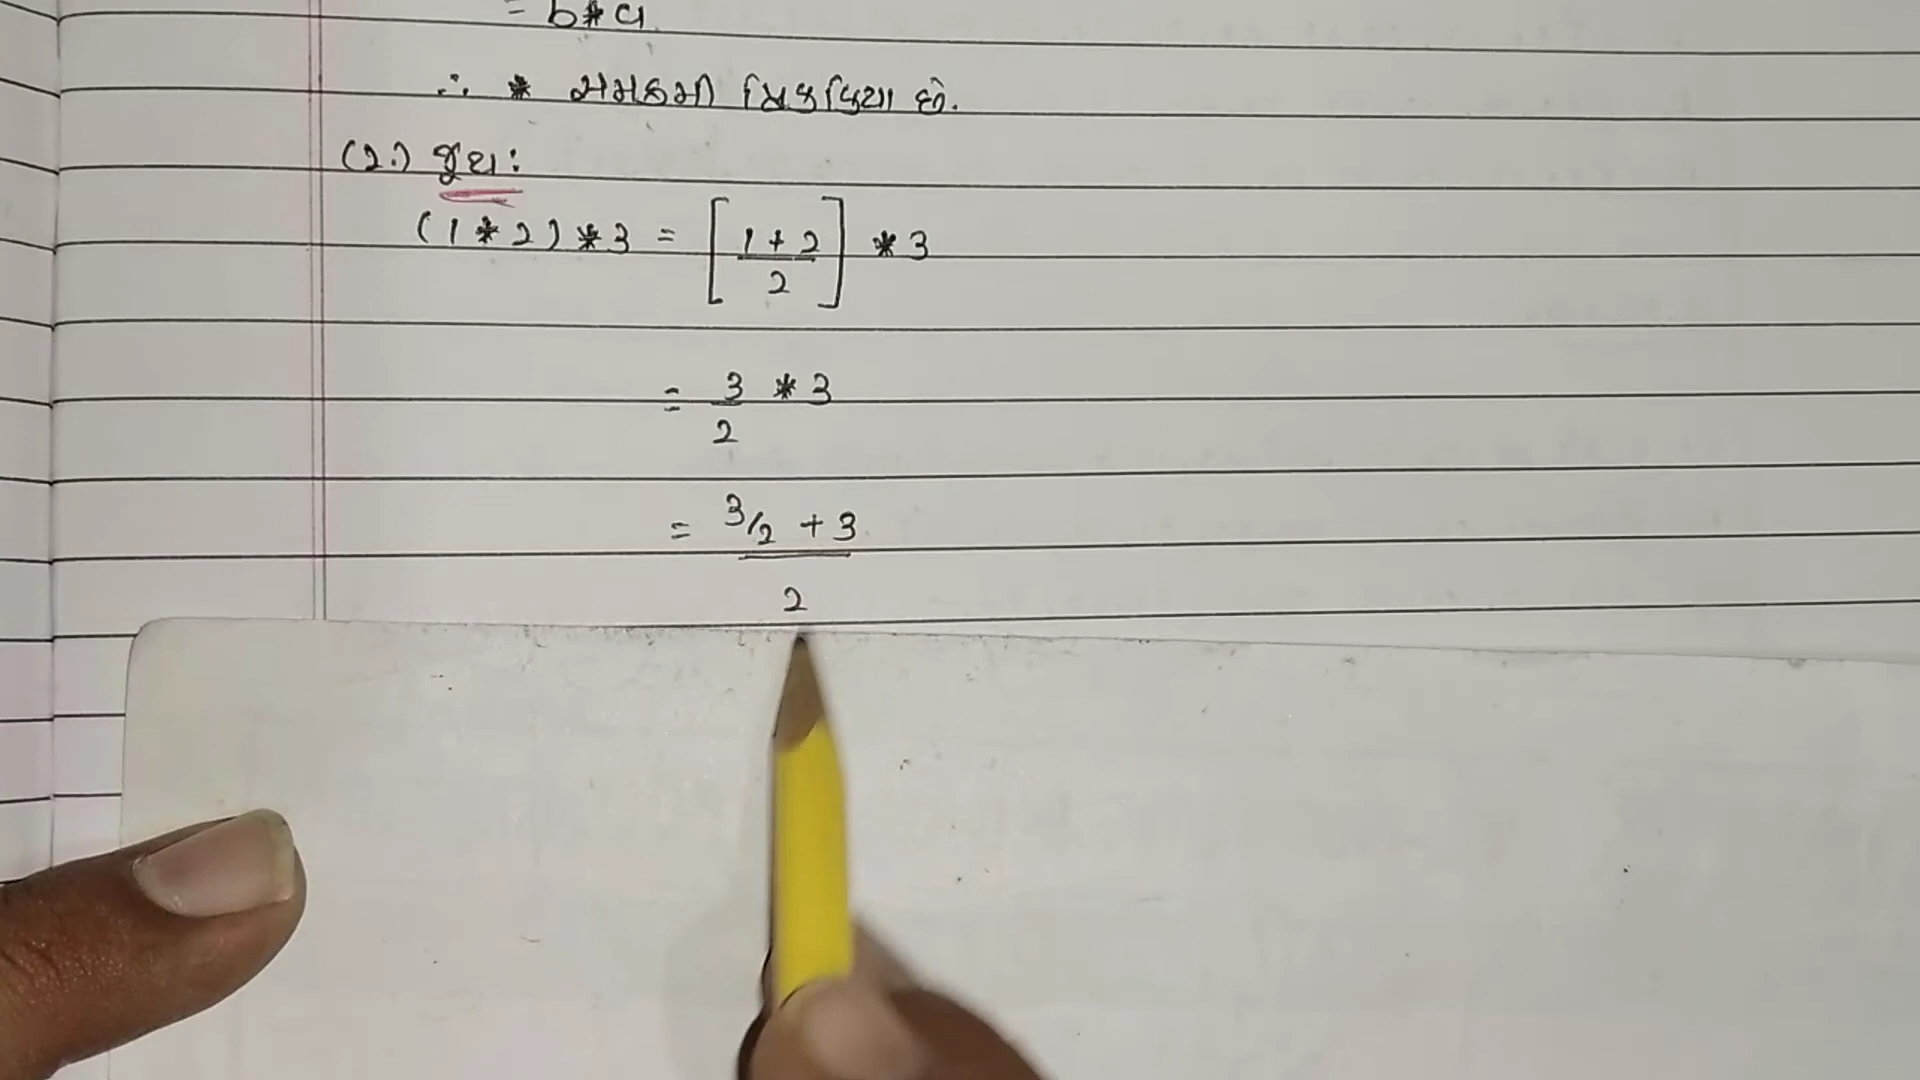 = b*a
∴ * સમક્રમી દ્વિક્ક્રિયા છે.
(2.) જૂથ:
(1 * 2) * 3 = [1+2/2] * 3
= 3/2 * 3
= 3/2 + 3
2